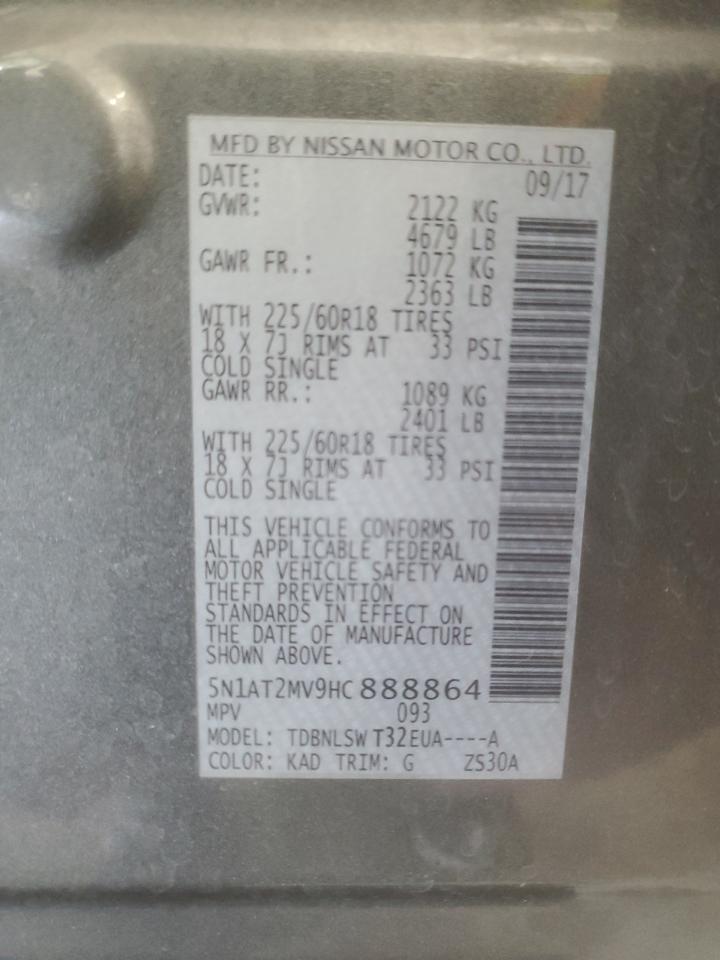 MFD BY NISSAN MOTOR CO., LTD.
DATE: 09/17
GVWR: 2122 KG
4679 LB
GAWR FR.: 1072 KG
2363 LB
WITH 225/60R18 TIRES
18 X 7J RIMS AT 33 PSI
COLD SINGLE
GAWR RR.: 1089 KG
2401 LB
WITH 225/60R18 TIRES
18 X 7J RIMS AT 33 PSI
COLD SINGLE
THIS VEHICLE CONFORMS TO
ALL APPLICABLE FEDERAL
MOTOR VEHICLE SAFETY AND
THEFT PREVENTION
STANDARDS IN EFFECT ON
THE DATE OF MANUFACTURE
SHOWN ABOVE.
5N1AT2MV9HC888864
MPV 093
MODEL: TDBNLSWT32EUA----A
COLOR: KAD TRIM: G ZS30A